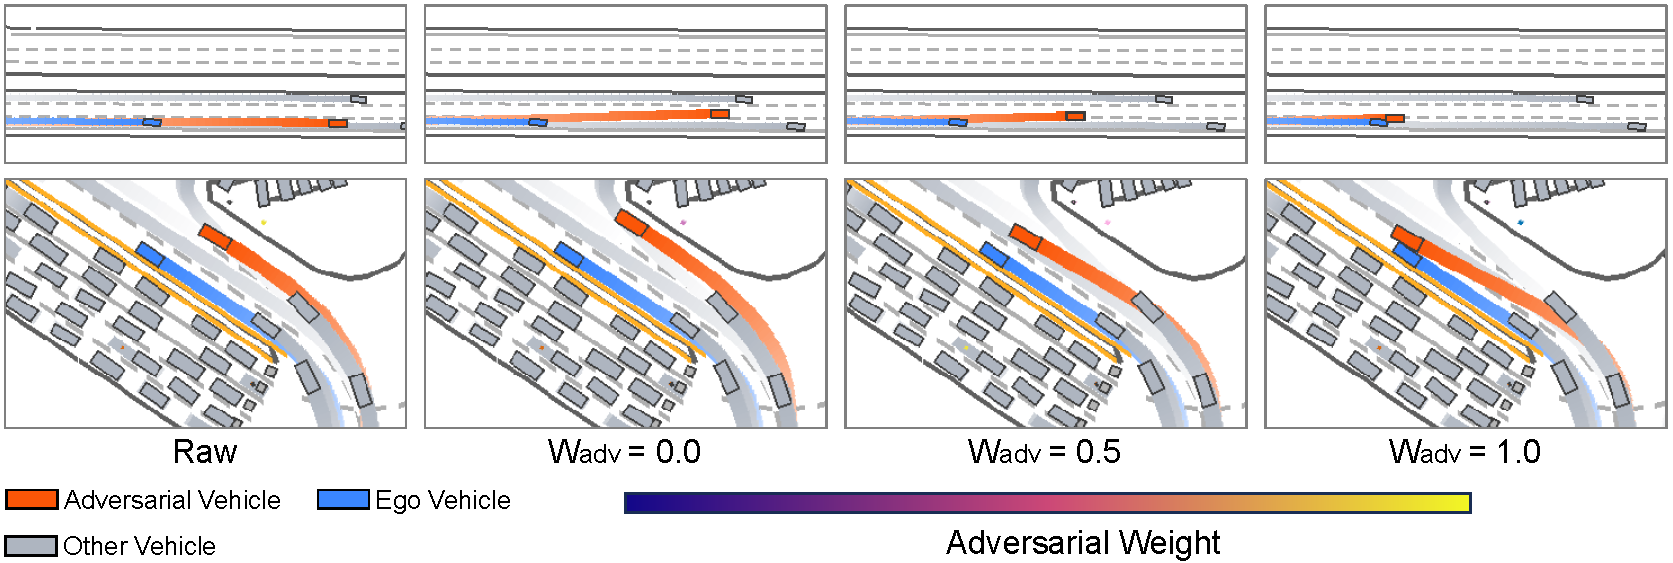 Raw
Wadv = 0.0
Wadv = 0.5
Wadv = 1.0
Adversarial Vehicle
Ego Vehicle
Other Vehicle
Adversarial Weight